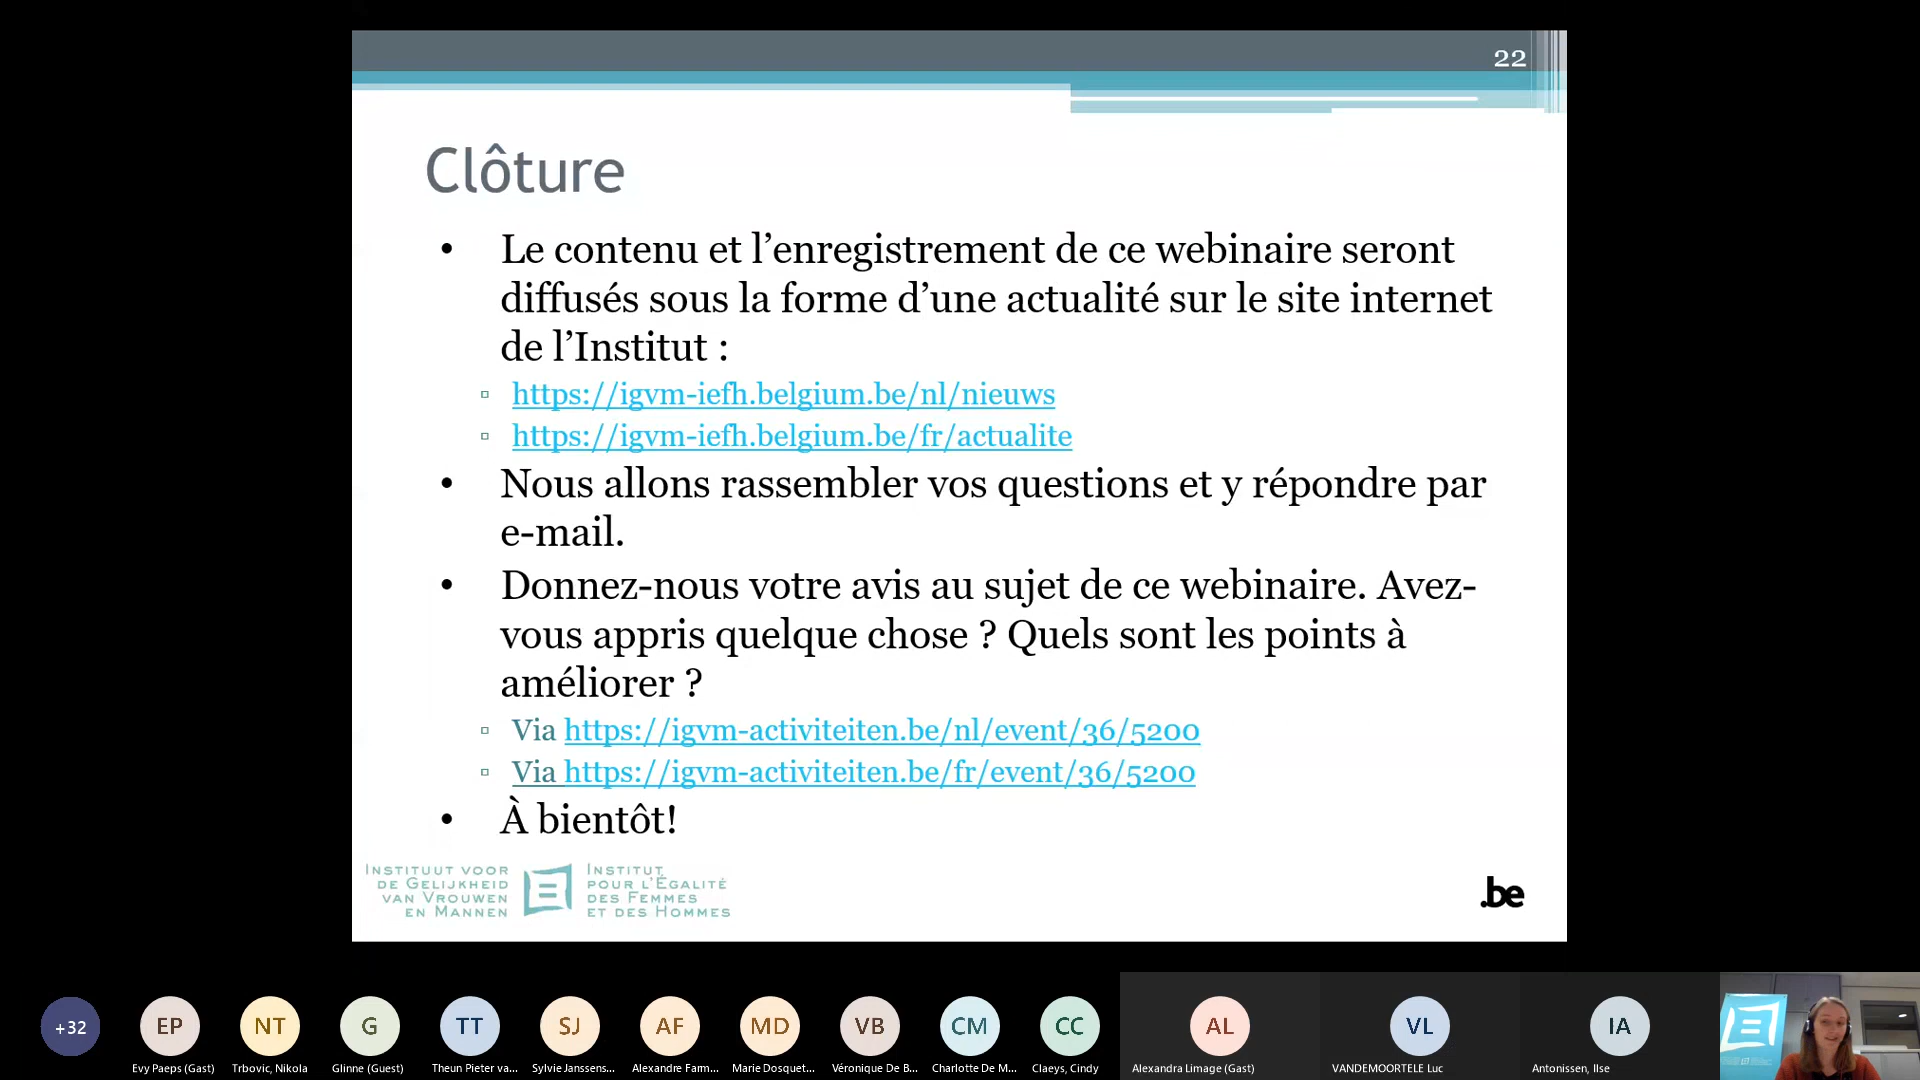 22
Clôture
• Le contenu et l’enregistrement de ce webinaire seront
diffusés sous la forme d’une actualité sur le site internet
de l’Institut :
▫ https://igvm-iefh.belgium.be/nl/nieuws
▫ https://igvm-iefh.belgium.be/fr/actualite
• Nous allons rassembler vos questions et y répondre par
e-mail.
• Donnez-nous votre avis au sujet de ce webinaire. Avez-
vous appris quelque chose ? Quels sont les points à
améliorer ?
▫ Via https://igvm-activiteiten.be/nl/event/36/5200
▫ Via https://igvm-activiteiten.be/fr/event/36/5200
• À bientôt!
INSTITUUT VOOR
DE GELIJKHEID
VAN VROUWEN
EN MANNEN
INSTITUT
POUR L’ÉGALITÉ
DES FEMMES
ET DES HOMMES
.be
+32
EP
NT
G
TT
SJ
AF
MD
VB
CM
CC
AL
VL
IA
Evy Paeps (Gast)
Trbovic, Nikola
Glinne (Guest)
Theun Pieter va...
Sylvie Janssens...
Alexandre Farm...
Marie Dosquet...
Véronique De B...
Charlotte De M...
Claeys, Cindy
Alexandra Limage (Gast)
VANDEMOORTELE Luc
Antonissen, Ilse